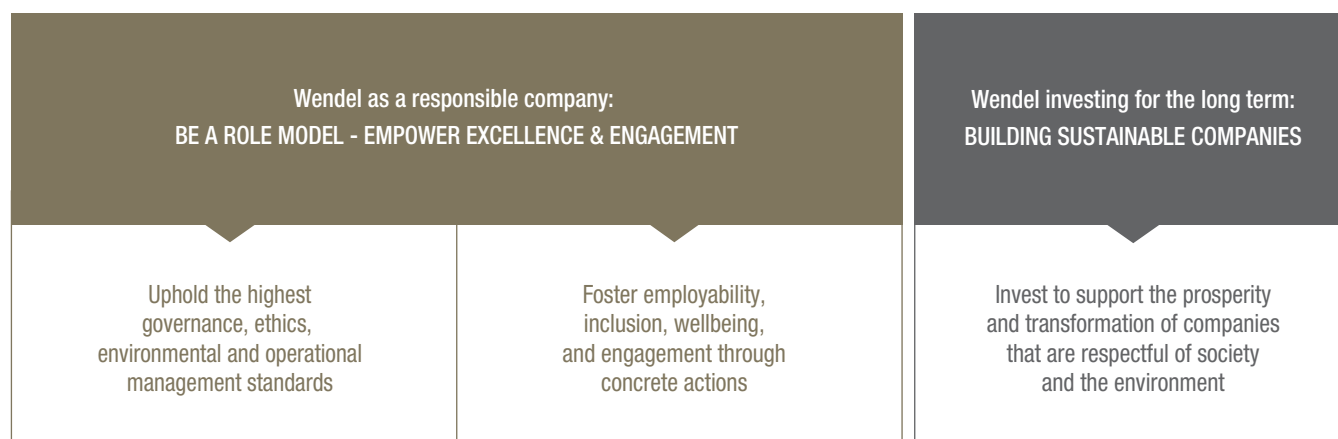 Wendel as a responsible company:
BE A ROLE MODEL - EMPOWER EXCELLENCE & ENGAGEMENT
Wendel investing for the long term:
BUILDING SUSTAINABLE COMPANIES
Uphold the highest
governance, ethics,
environmental and operational
management standards
Foster employability,
inclusion, wellbeing,
and engagement through
concrete actions
Invest to support the prosperity
and transformation of companies
that are respectful of society
and the environment